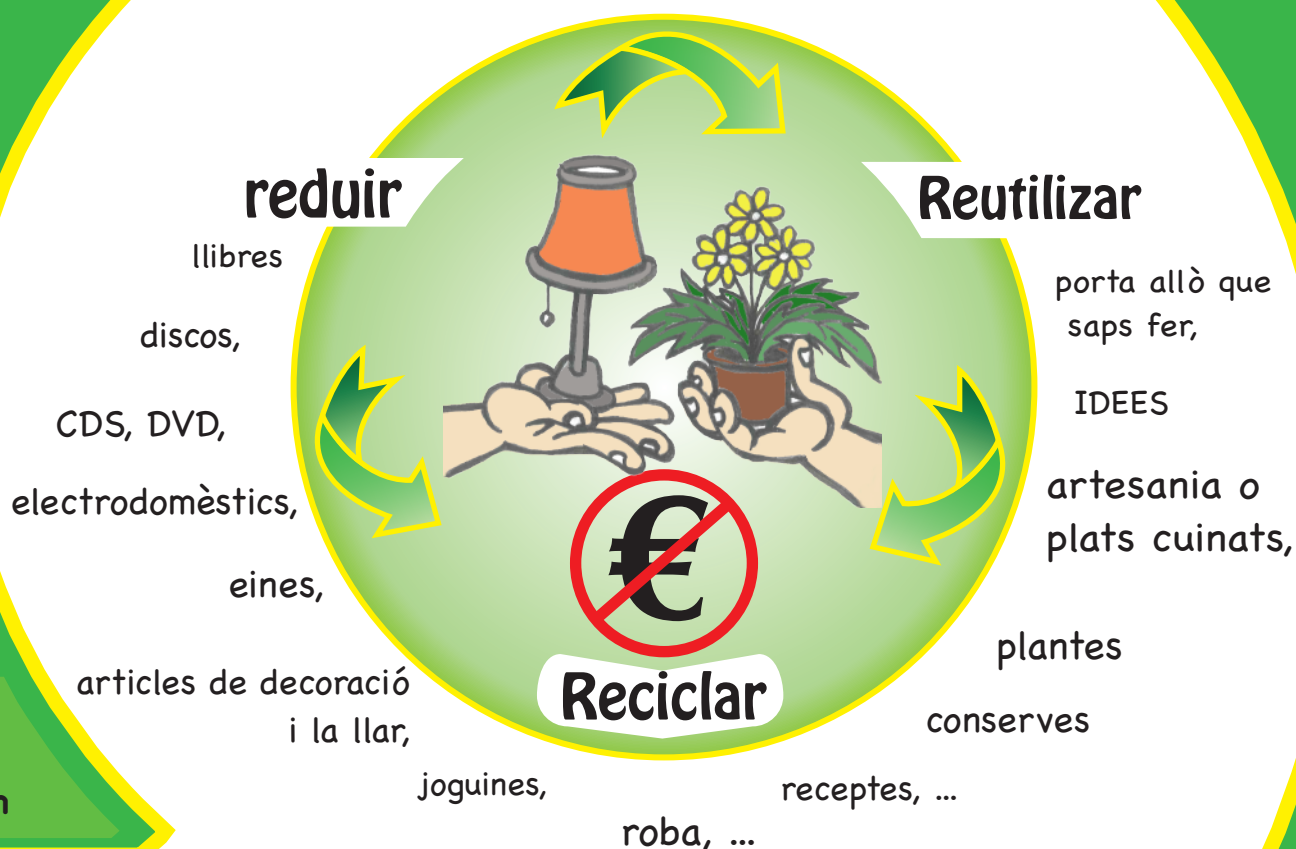 reduir
llibres
discos,
CDS, DVD,
electrodomèstics,
eines,
articles de decoració
i la llar,
joguines,
roba, ...
Reutilizar
porta allò que
saps fer,
IDEES
artesania o
plats cuinats,
plantes
conserves
receptes, ...
€
Reciclar